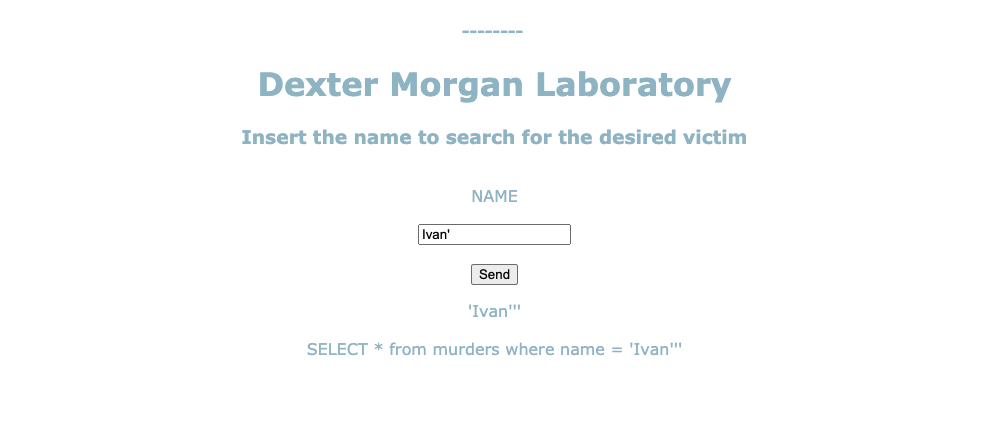 --------
Dexter Morgan Laboratory
Insert the name to search for the desired victim
NAME
Ivan'
Send
'Ivan'''
SELECT * from murders where name = 'Ivan'''